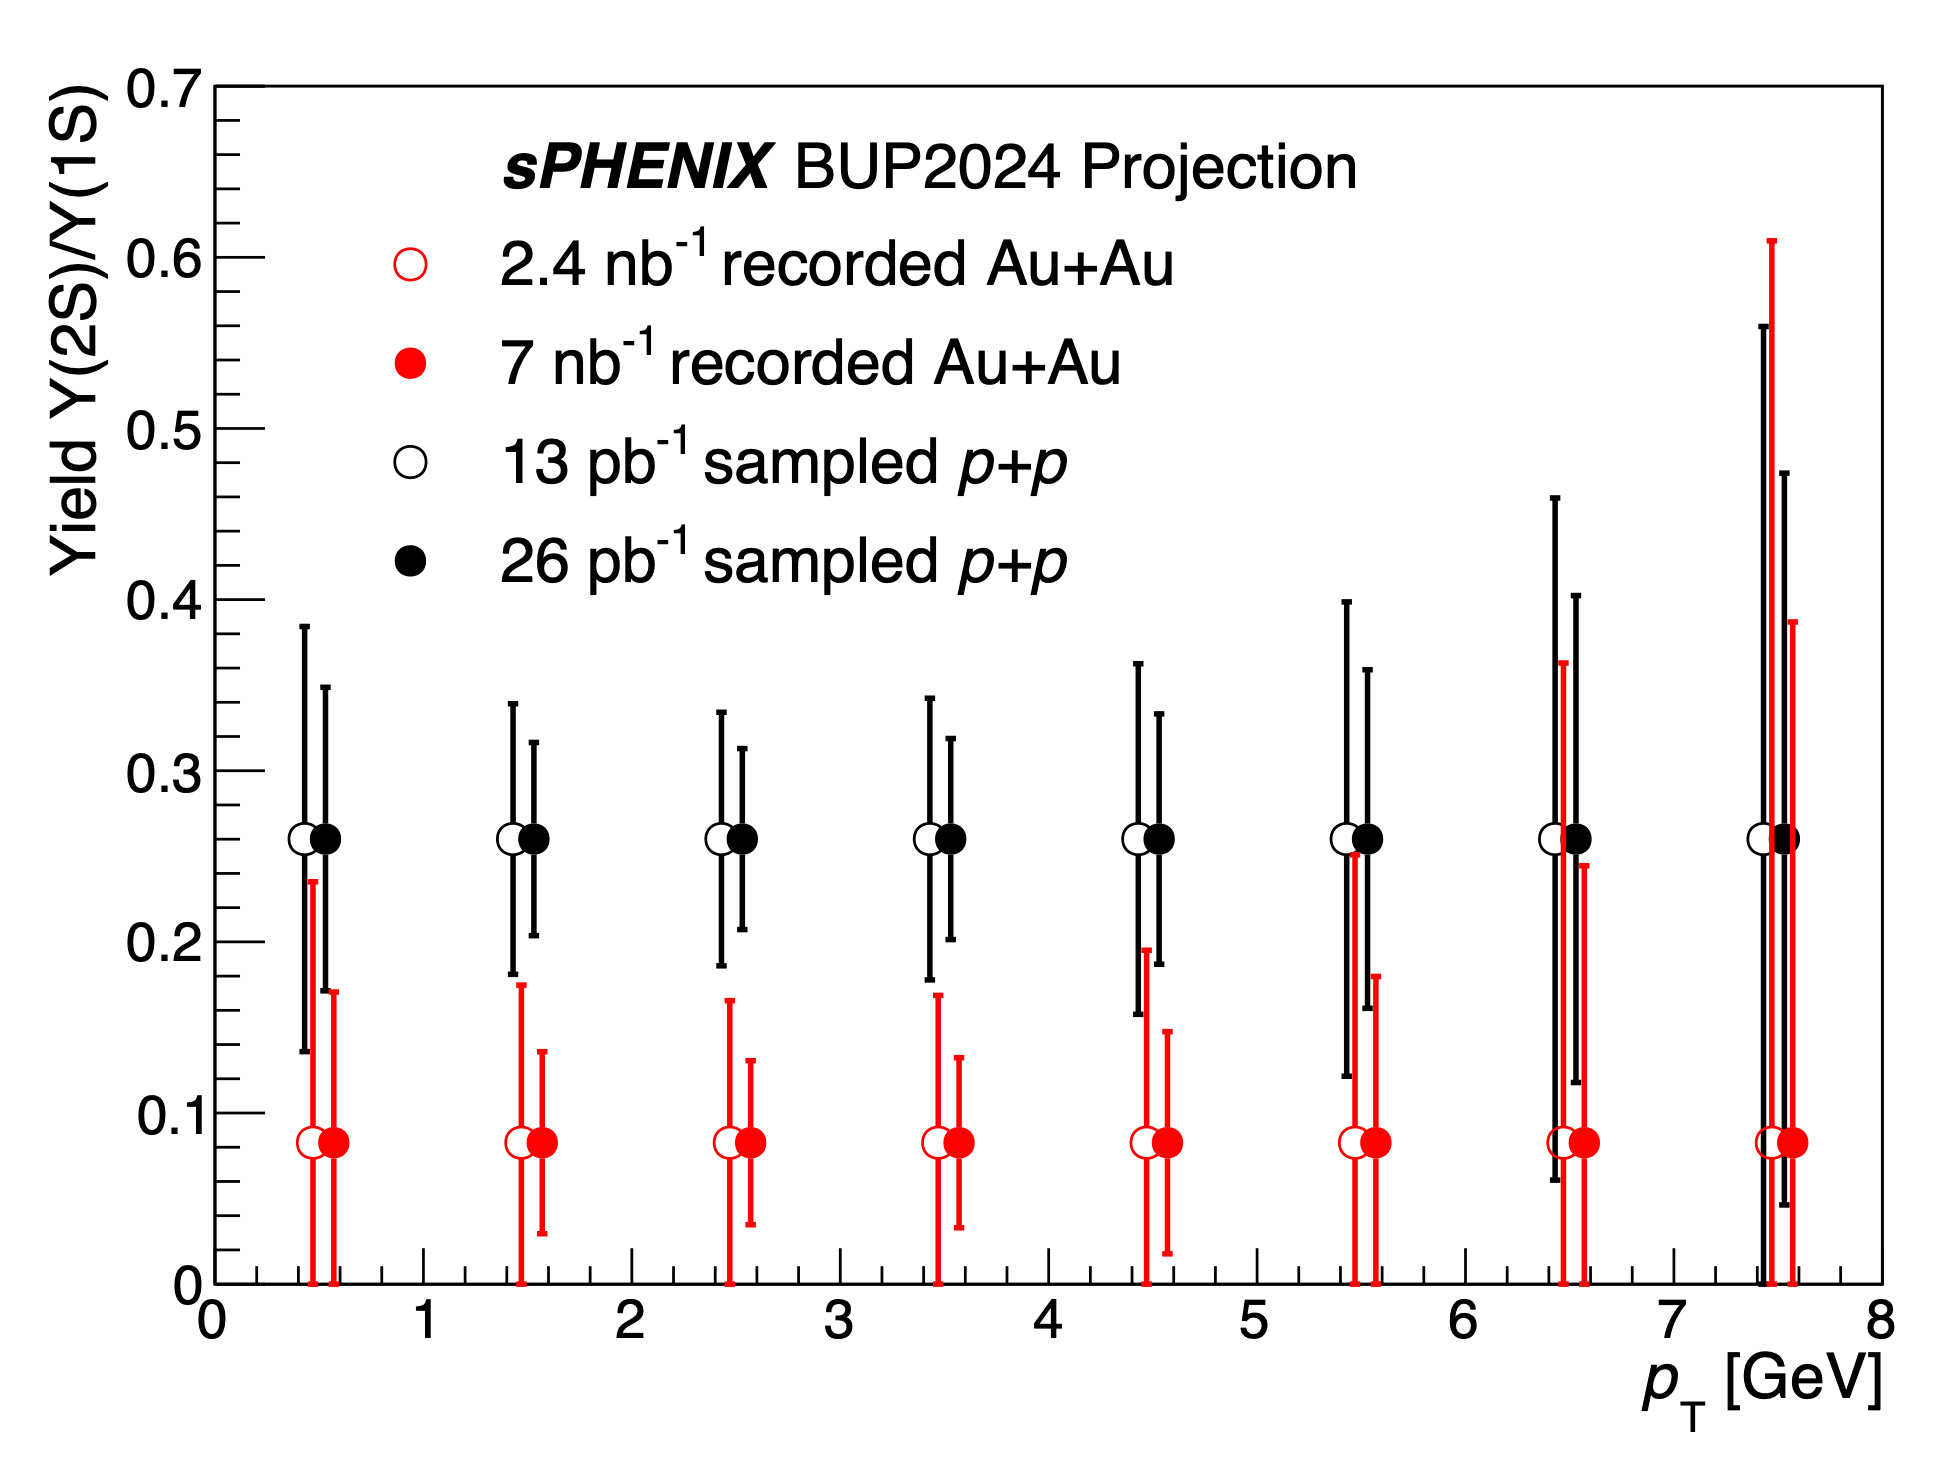 sPHENIX BUP2024 Projection
2.4 nb⁻¹ recorded Au+Au
7 nb⁻¹ recorded Au+Au
13 pb⁻¹ sampled p+p
26 pb⁻¹ sampled p+p
Yield Y(2S)/Y(1S)
0.7
0.6
0.5
0.4
0.3
0.2
0.1
0
0 1 2 3 4 5 6 7 8
p_T [GeV]